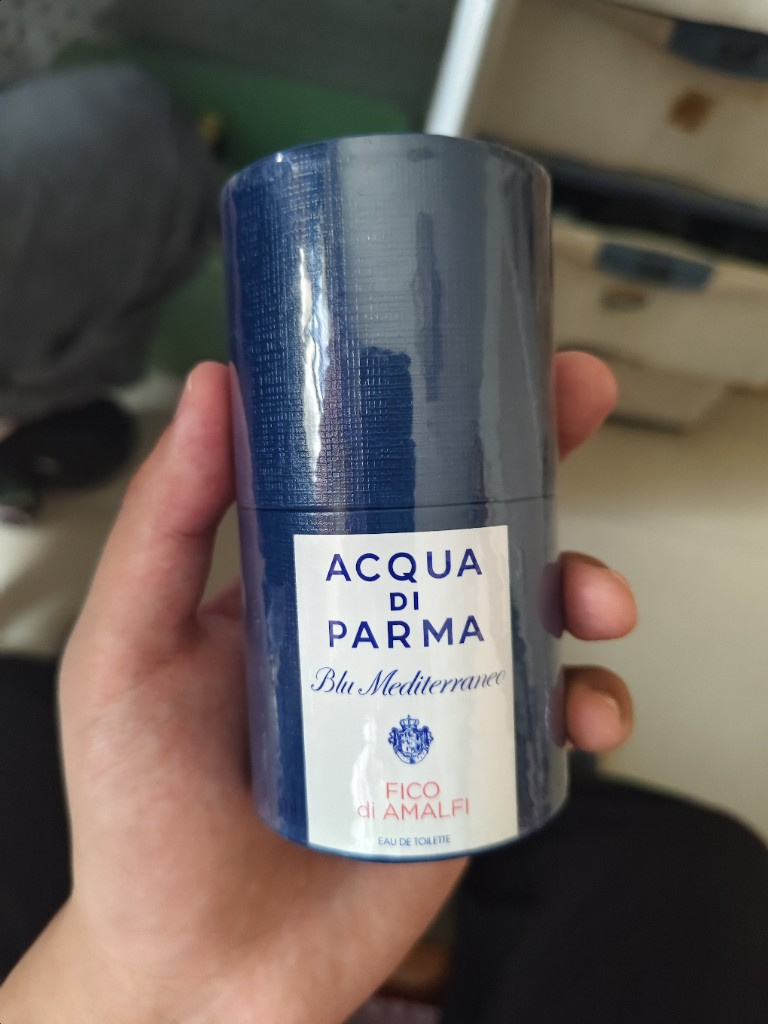 ACQUA
DI
PARMA
Blu Mediterraneo
FICO
di AMALFI
EAU DE TOILETTE